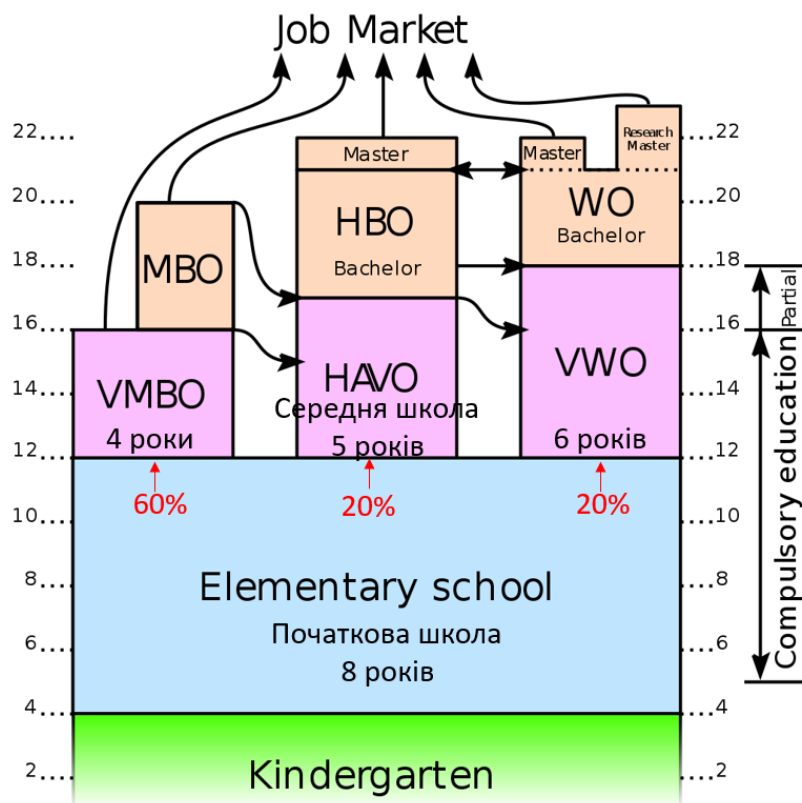 Job Market
22.... Research ....22
Master Master Master
20.... WO ....20
HBO Bachelor
MBO
18.... Bachelor ....18
Partial
16.... ....16
VMBO HAVO VWO
14.... ....14
Середня школа
4 роки 5 років 6 років
12.... ....12
60% 20% 20%
10.... ....10
Compulsory education
8.... Elementary school ....8
Початкова школа
6.... ....6
8 років
4.... ....4
Kindergarten
2.... ....2